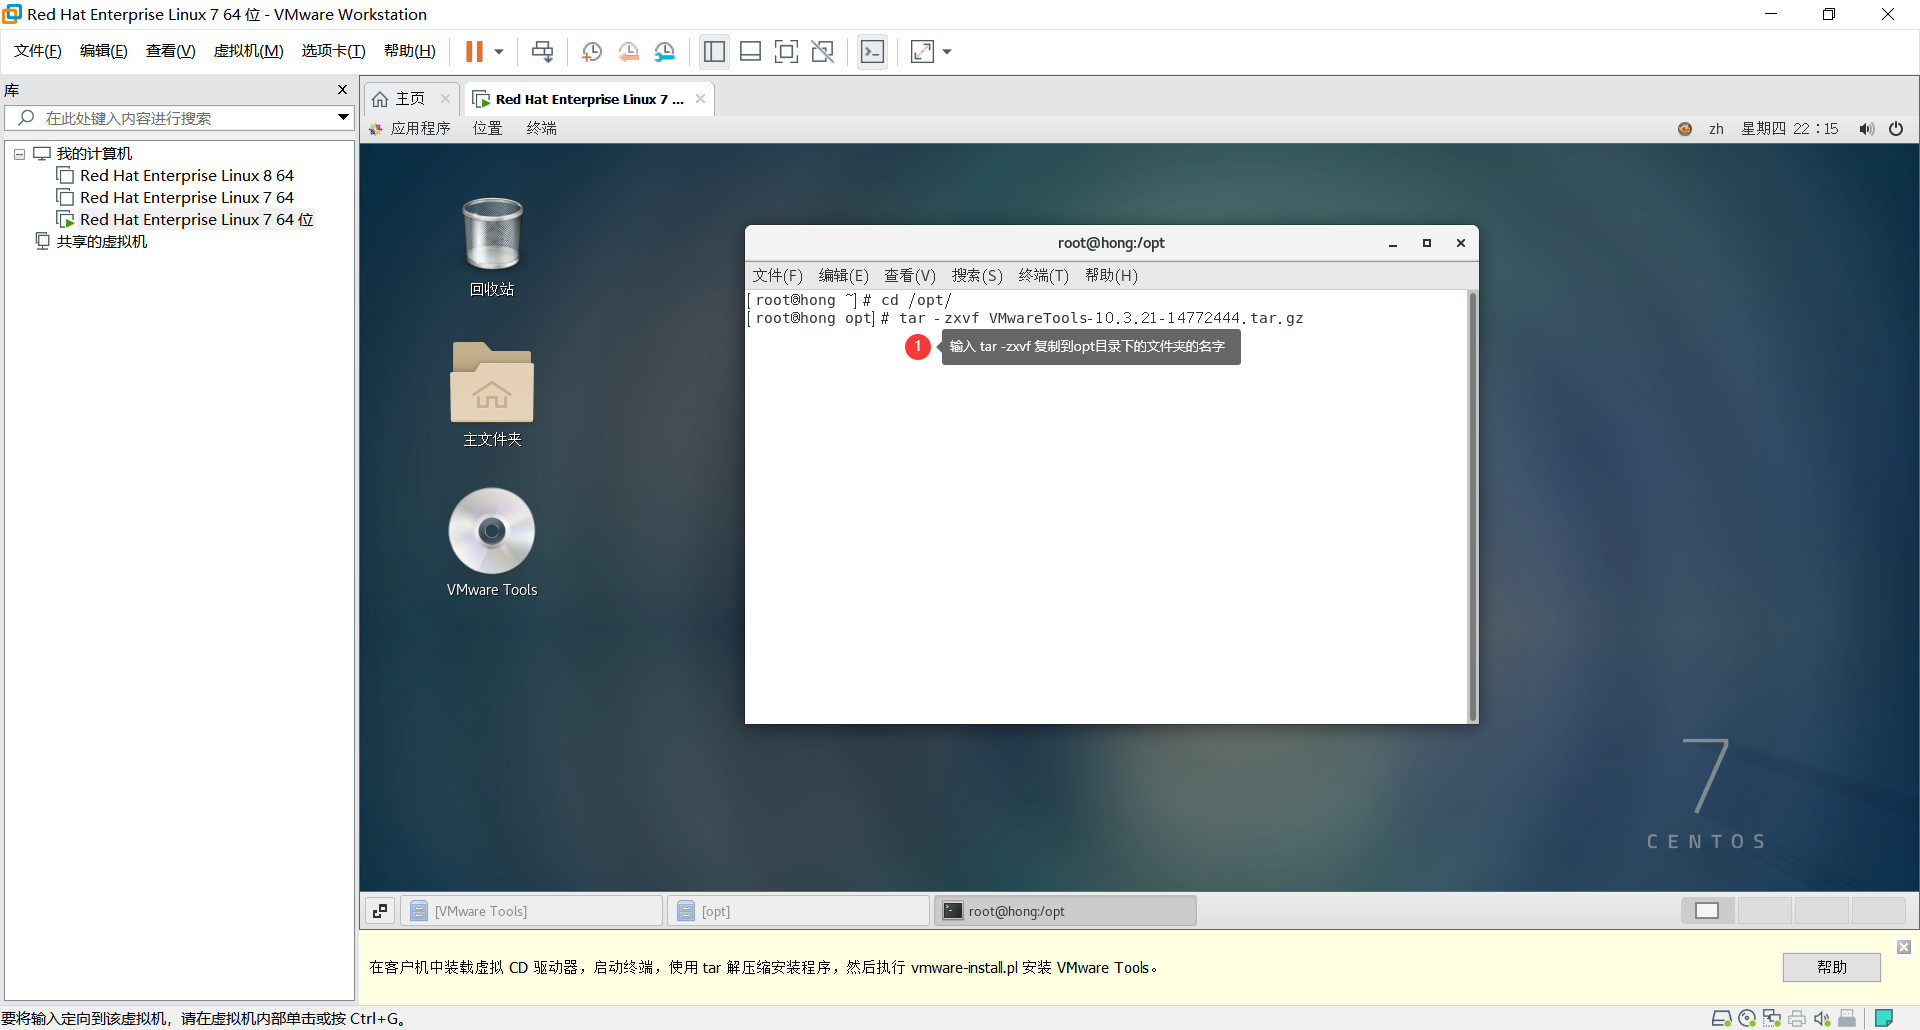 Red Hat Enterprise Linux 7 64 位 - VMware Workstation
文件(F) 编辑(E) 查看(V) 虚拟机(M) 选项卡(T) 帮助(H)
库
在此处键入内容进行搜索
我的计算机
Red Hat Enterprise Linux 8 64
Red Hat Enterprise Linux 7 64
Red Hat Enterprise Linux 7 64 位
共享的虚拟机
主页
Red Hat Enterprise Linux 7 ...
应用程序 位置 终端
zh 星期四 22：15
回收站
主文件夹
VMware Tools
root@hong:/opt
文件(F) 编辑(E) 查看(V) 搜索(S) 终端(T) 帮助(H)
[root@hong ~]# cd /opt/
[root@hong opt]# tar -zxvf VMwareTools-10.3.21-14772444.tar.gz
1 输入 tar -zxvf 复制到opt目录下的文件夹的名字
7
CENTOS
[VMware Tools]
[opt]
root@hong:/opt
在客户机中装载虚拟 CD 驱动器，启动终端，使用 tar 解压缩安装程序，然后执行 vmware-install.pl 安装 VMware Tools。
帮助
要将输入定向到该虚拟机，请在虚拟机内部单击或按 Ctrl+G。